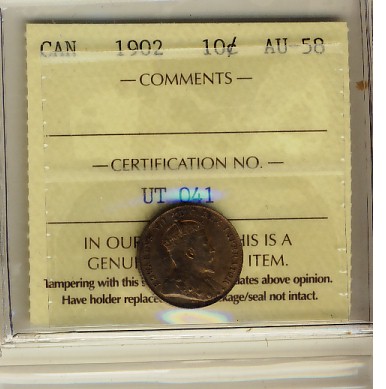 CAN 1902 10¢ AU-58
— COMMENTS —
— CERTIFICATION NO. —
UT 041
IN OUR HIS IS A
GENU ITEM.
Tampering with this ates above opinion.
Have holder replace kage/seal not intact.